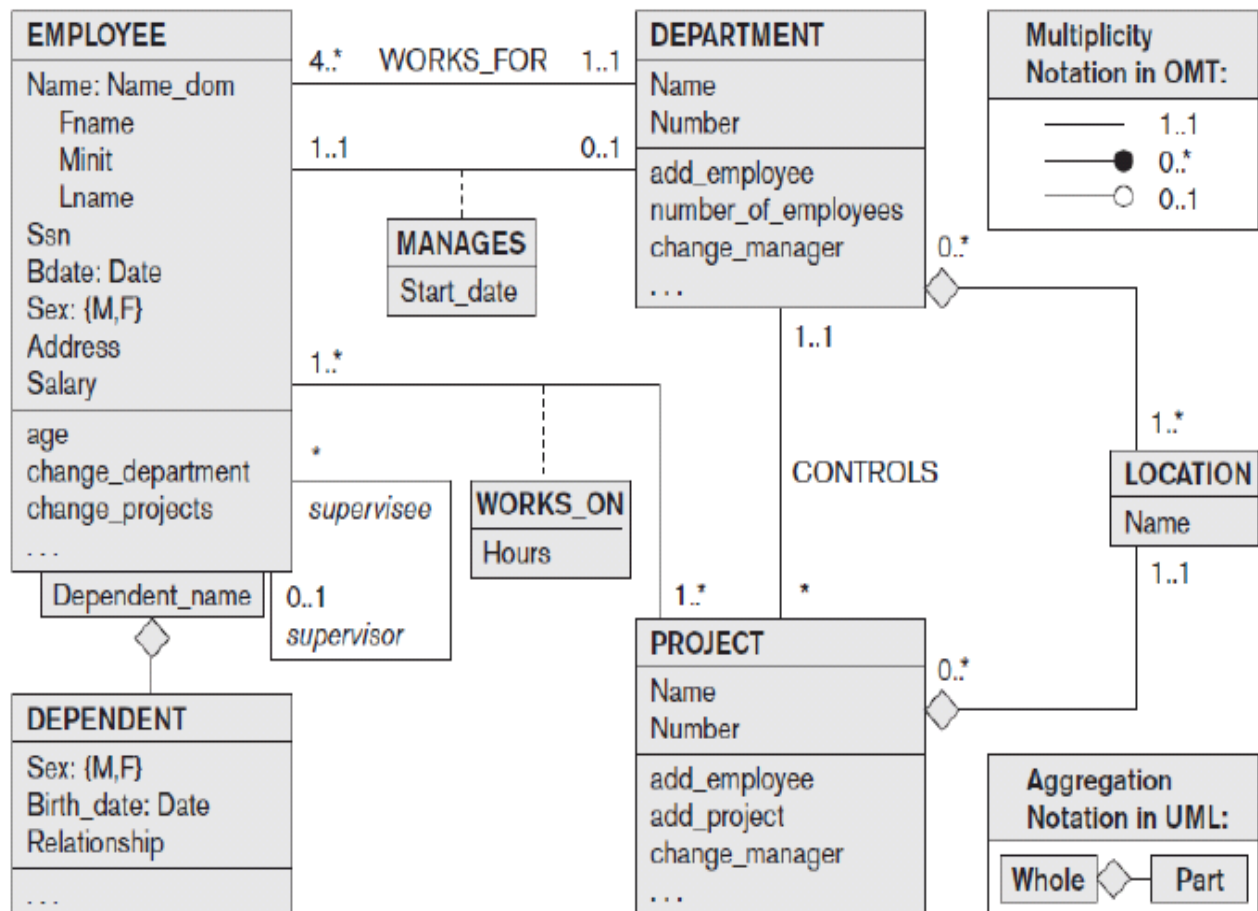 EMPLOYEE
Name: Name_dom
Fname
Minit
Lname
Ssn
Bdate: Date
Sex: {M,F}
Address
Salary
age
change_department
change_projects
. . .
Dependent_name
4..* WORKS_FOR 1..1
1..1 0..1
MANAGES
Start_date
1..*
*
supervisee
0..1
supervisor
WORKS_ON
Hours
1..*
DEPARTMENT
Name
Number
add_employee
number_of_employees
change_manager
. . .
0..*
1..1
CONTROLS
*
1..*
LOCATION
Name
1..1
0..*
PROJECT
Name
Number
add_employee
add_project
change_manager
. . .
DEPENDENT
Sex: {M,F}
Birth_date: Date
Relationship
. . .
Multiplicity
Notation in OMT:
1..1
0..*
0..1
Aggregation
Notation in UML:
Whole Part